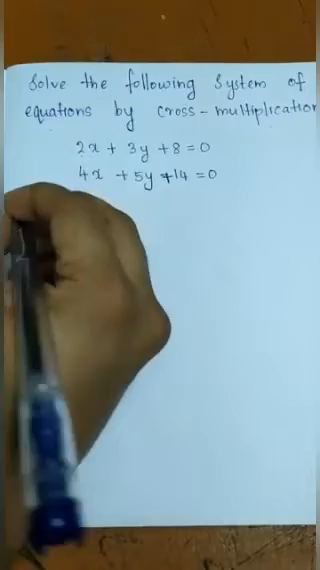 Solve the following System of
equations by cross-multiplication
2x + 3y + 8 = 0
4x + 5y + 14 = 0